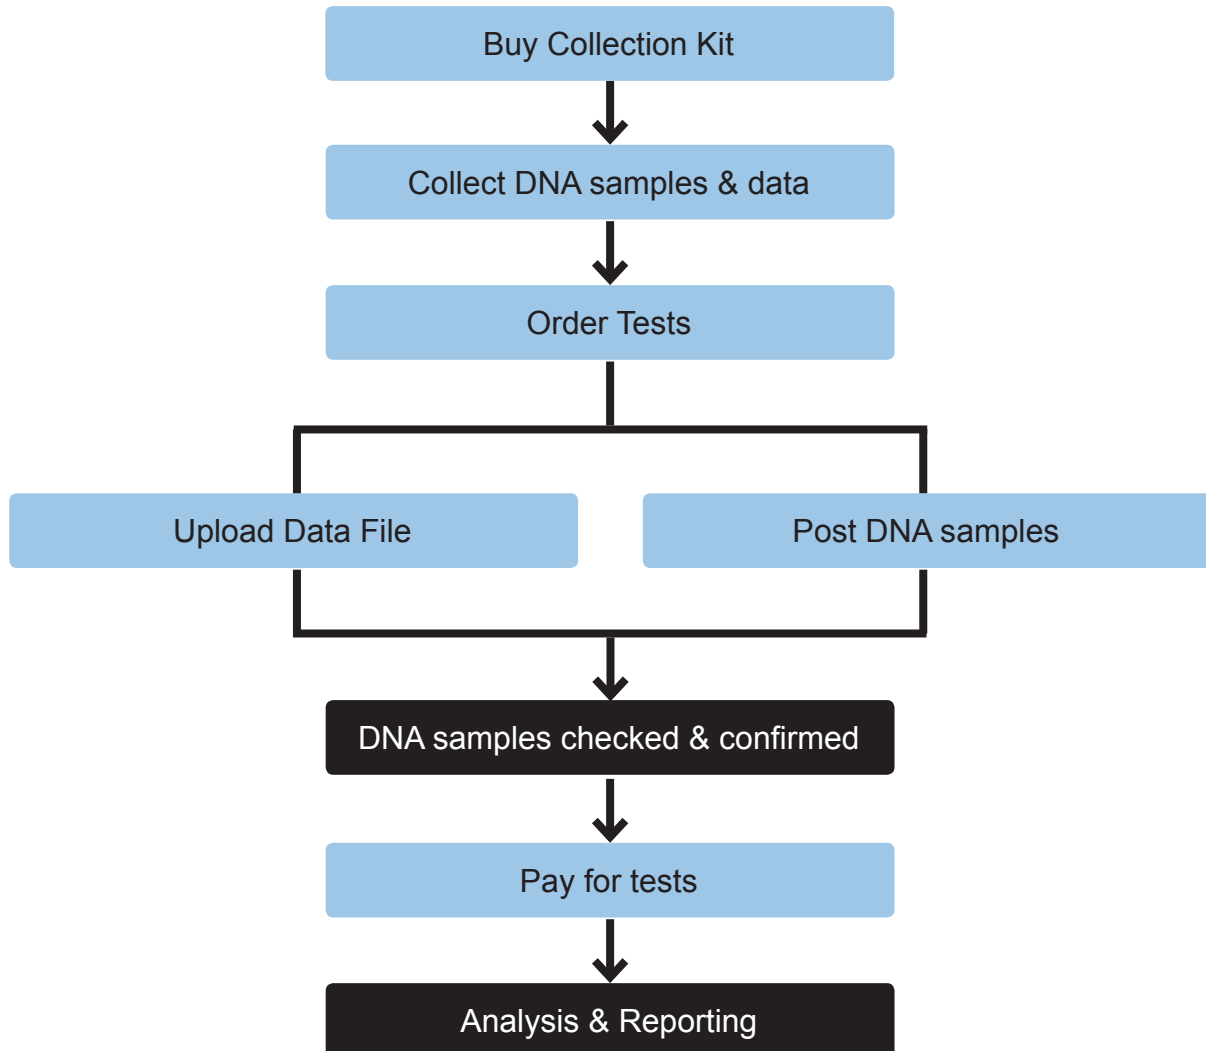 Buy Collection Kit
Collect DNA samples & data
Order Tests
Upload Data File
Post DNA samples
DNA samples checked & confirmed
Pay for tests
Analysis & Reporting